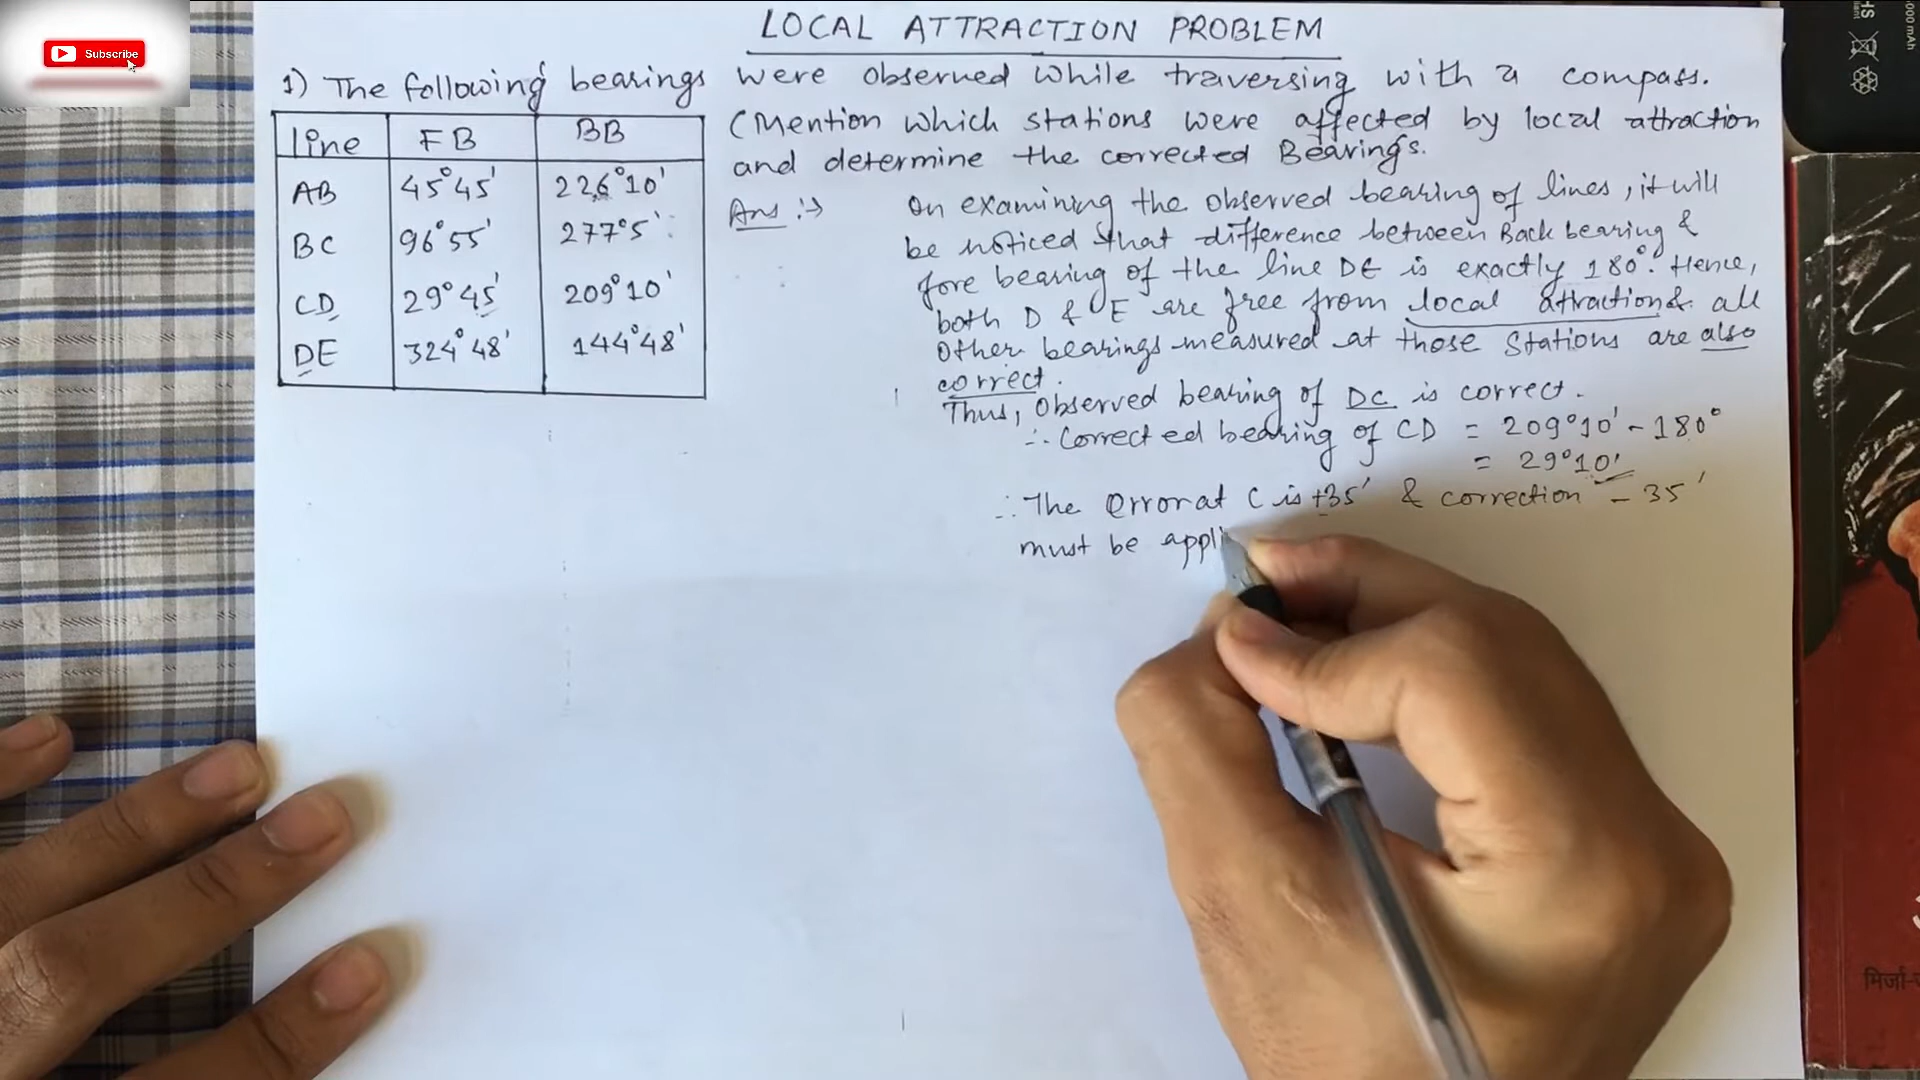 Subscribe
LOCAL ATTRACTION PROBLEM
1) The following bearings were observed while traversing with a compass.
(Mention which stations were affected by local attraction
and determine the corrected Bearings.
line FB BB
AB 45°45' 226°10'
BC 96°55' 277°5'
CD 29°45' 209°10'
DE 324°48' 144°48'
Ans :→ On examining the observed bearing of lines, it will
be noticed that difference between Back bearing &
fore bearing of the line DE is exactly 180°. Hence,
both D & E are free from local attraction & all
other bearings measured at those stations are also
correct.
Thus, observed bearing of DC is correct.
∴ Corrected bearing of CD = 209°10' - 180°
= 29°10'
∴ The error at C is +35' & correction - 35'
must be appli
HS
000 mAh
मिर्जा